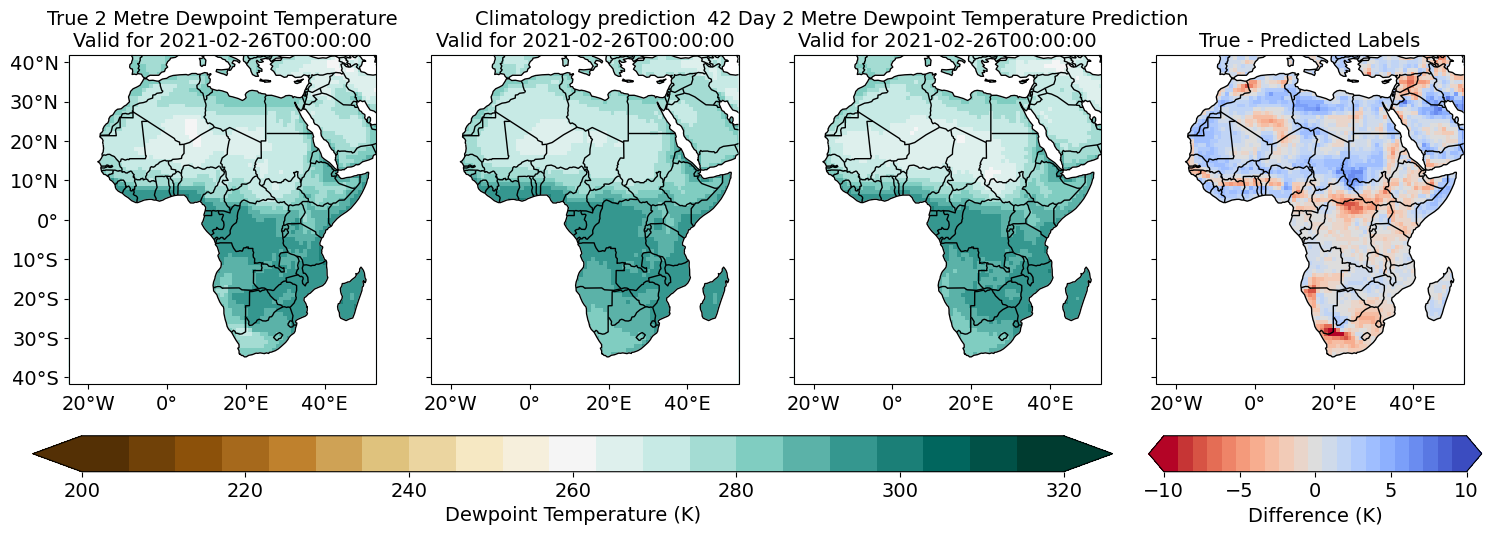 True 2 Metre Dewpoint Temperature
Valid for 2021-02-26T00:00:00
Climatology prediction
Valid for 2021-02-26T00:00:00
42 Day 2 Metre Dewpoint Temperature Prediction
Valid for 2021-02-26T00:00:00
True - Predicted Labels
40°N
30°N
20°N
10°N
0°
10°S
20°S
30°S
40°S
20°W 0° 20°E 40°E
20°W 0° 20°E 40°E
20°W 0° 20°E 40°E
20°W 0° 20°E 40°E
200 220 240 260 280 300 320
Dewpoint Temperature (K)
−10 −5 0 5 10
Difference (K)